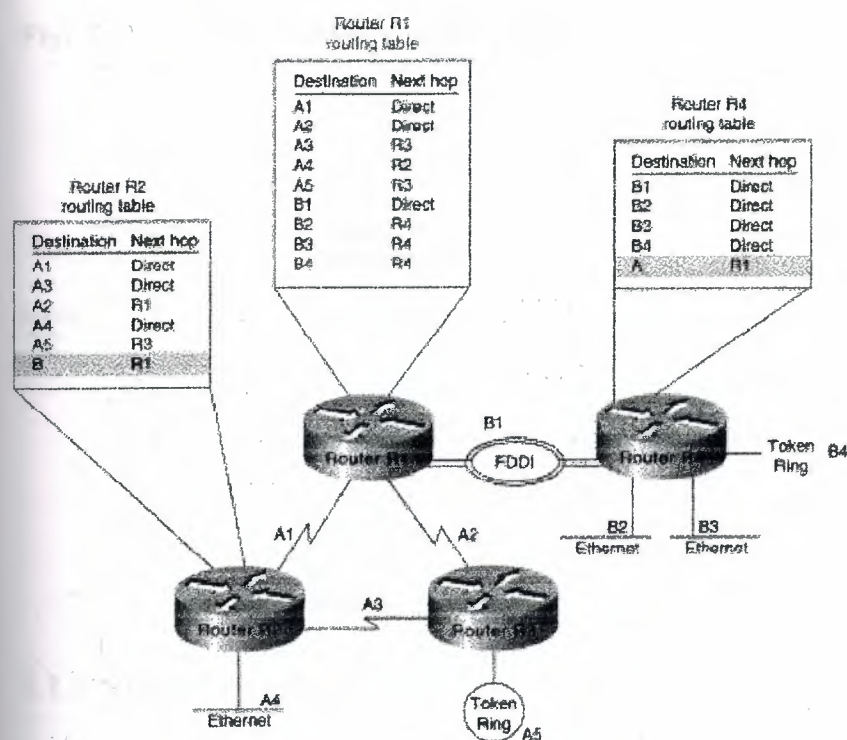 Router R1
routing table
Destination Next hop
A1 Direct
A2 Direct
A3 R3
A4 R2
A5 R3
B1 Direct
B2 R4
B3 R4
B4 R4
Router R4
routing table
Destination Next hop
B1 Direct
B2 Direct
B3 Direct
B4 Direct
A R1
Router R2
routing table
Destination Next hop
A1 Direct
A3 Direct
A2 R1
A4 Direct
A5 R3
B R1
B1
Router
FDDI
Router
Token
Ring
B4
A1
A2
B2
Ethernet
B3
Ethernet
A3
Router
Router
A4
Ethernet
Token
Ring
A5